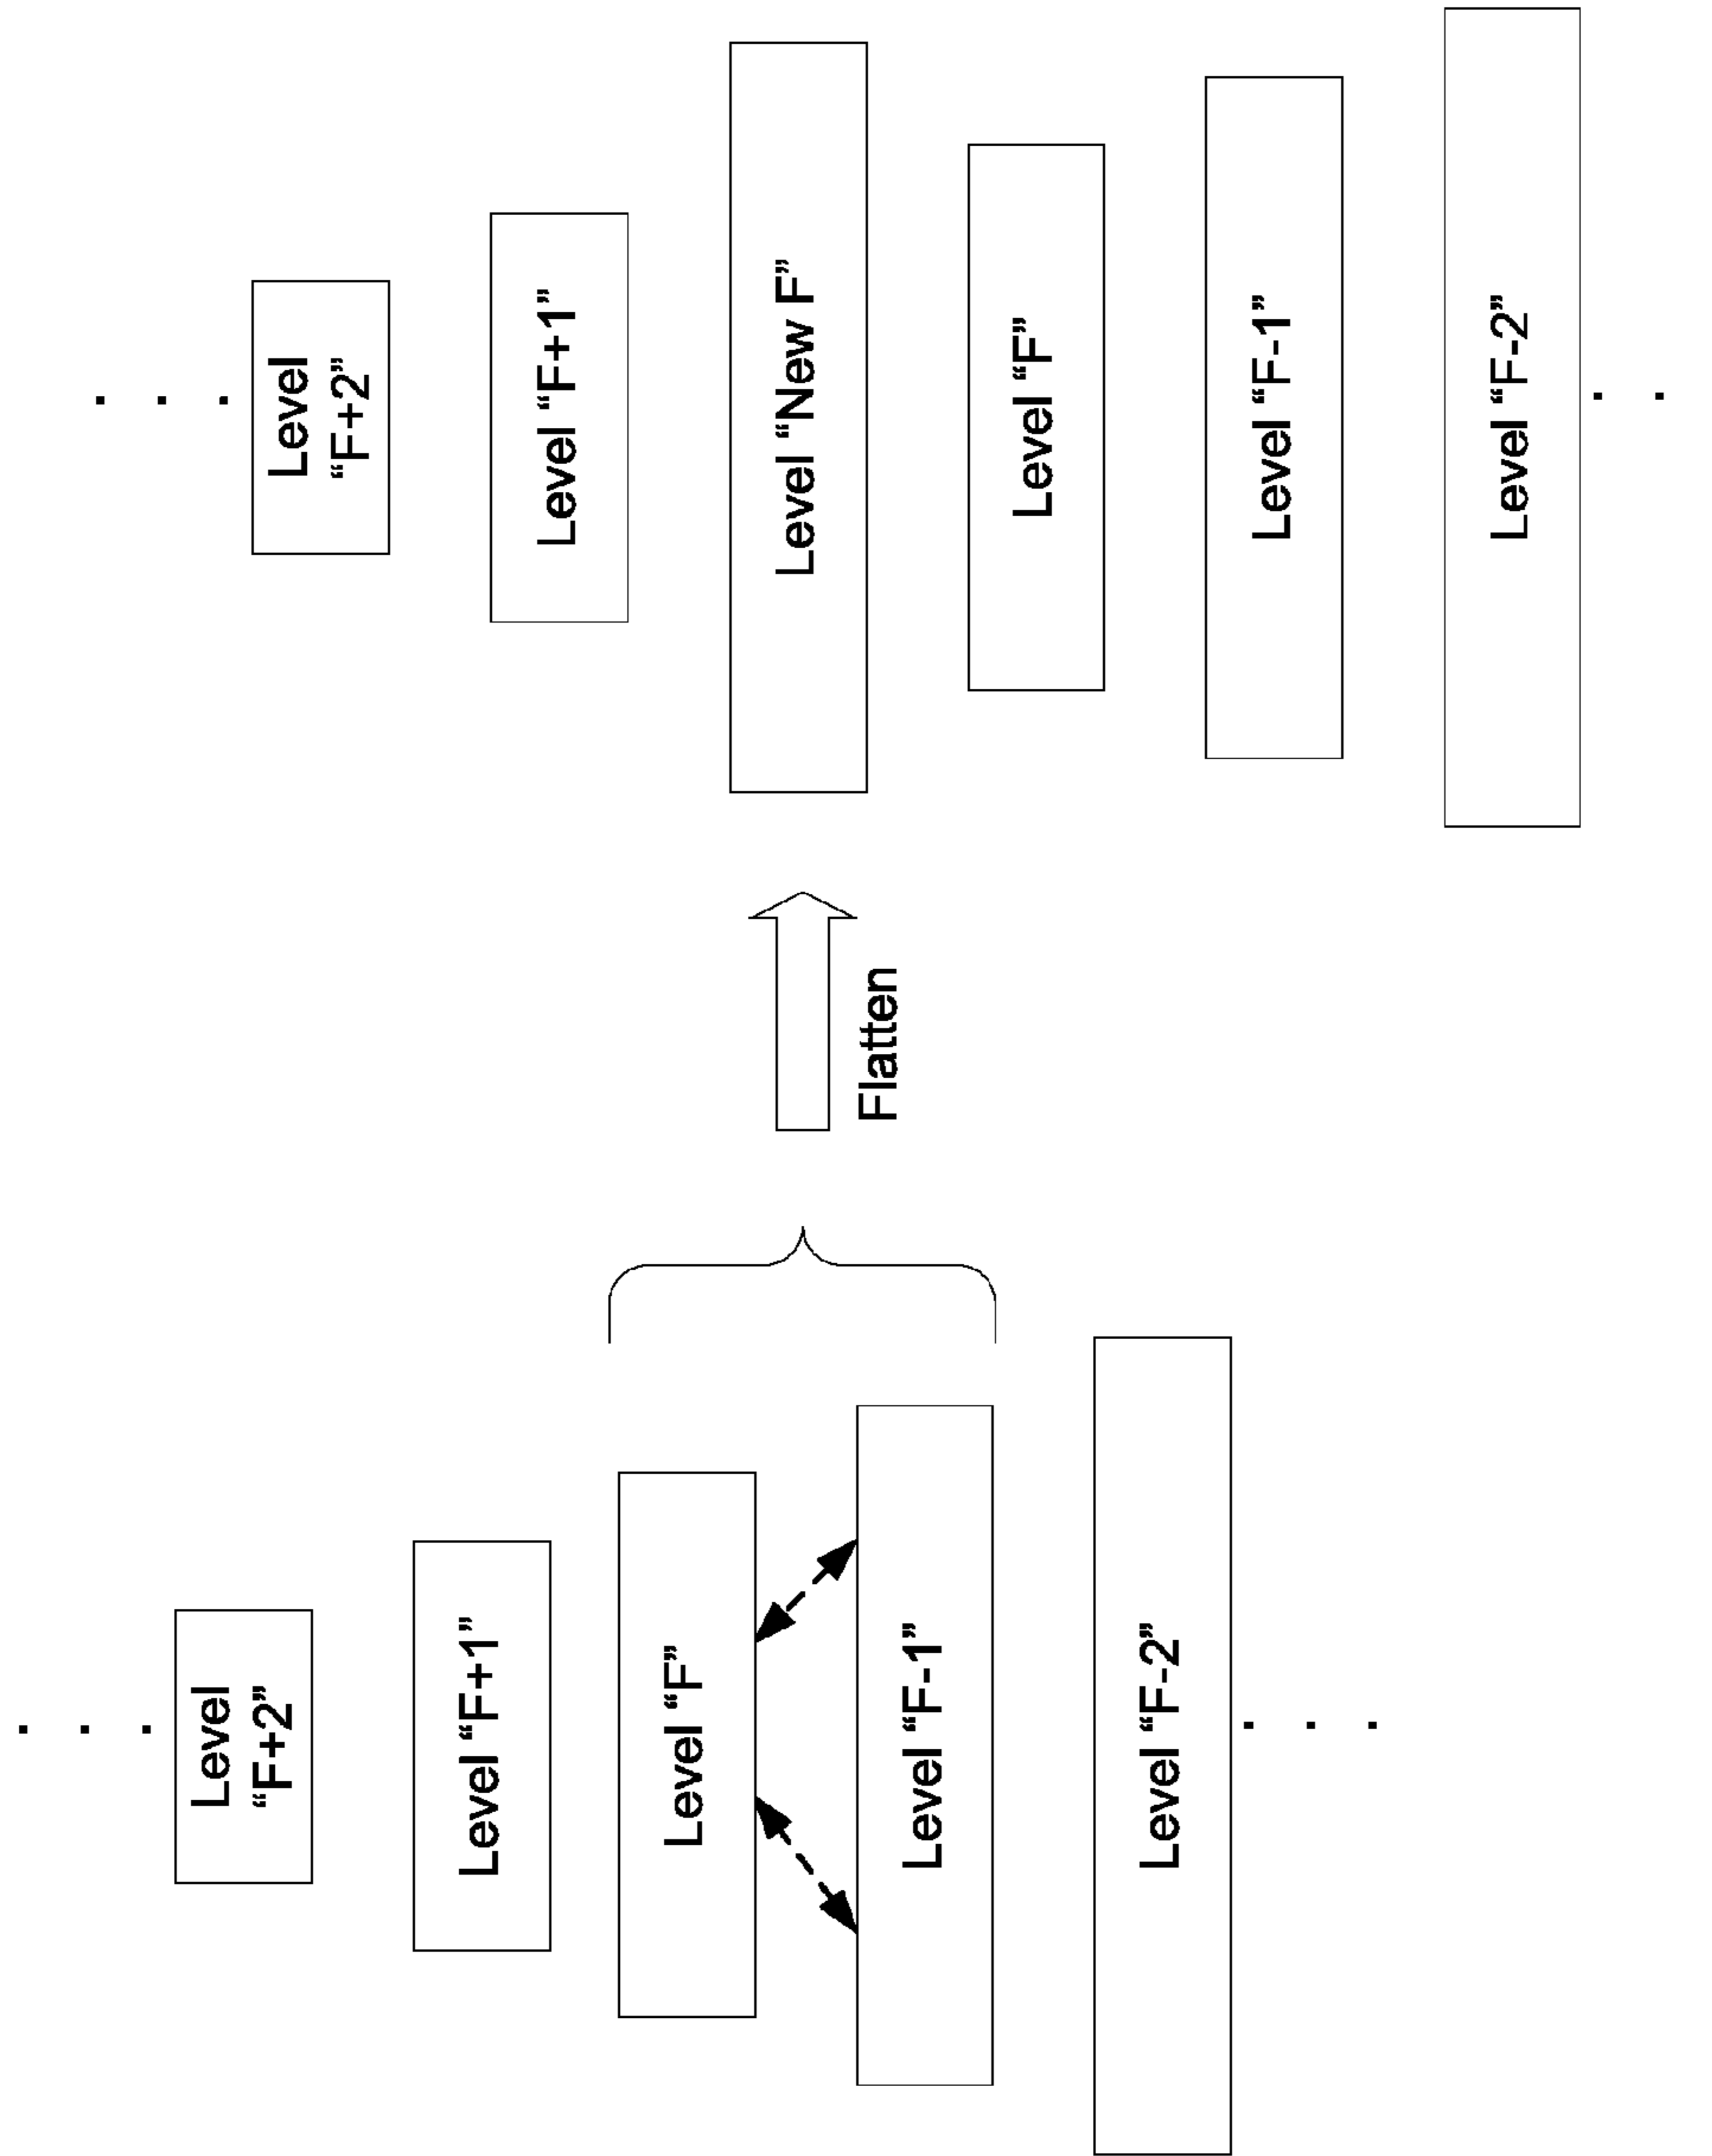 Level
“F+2”
Level “F+1”
Level “F”
Level “F-1”
Level “F-2”
Flatten
Level
“F+2”
Level “F+1”
Level “New F”
Level “F”
Level “F-1”
Level “F-2”